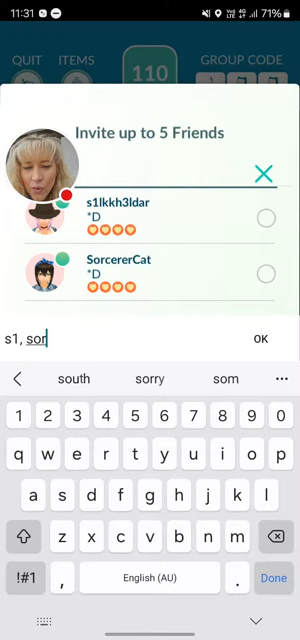 11:31 71%
QUIT ITEMS GROUP CODE
110
Invite up to 5 Friends
s1lkkh3ldar
*D
SorcererCat
*D
s1, sor OK
south sorry som
1 2 3 4 5 6 7 8 9 0
q w e r t y u i o p
a s d f g h j k l
z x c v b n m
!#1 , English (AU) . Done